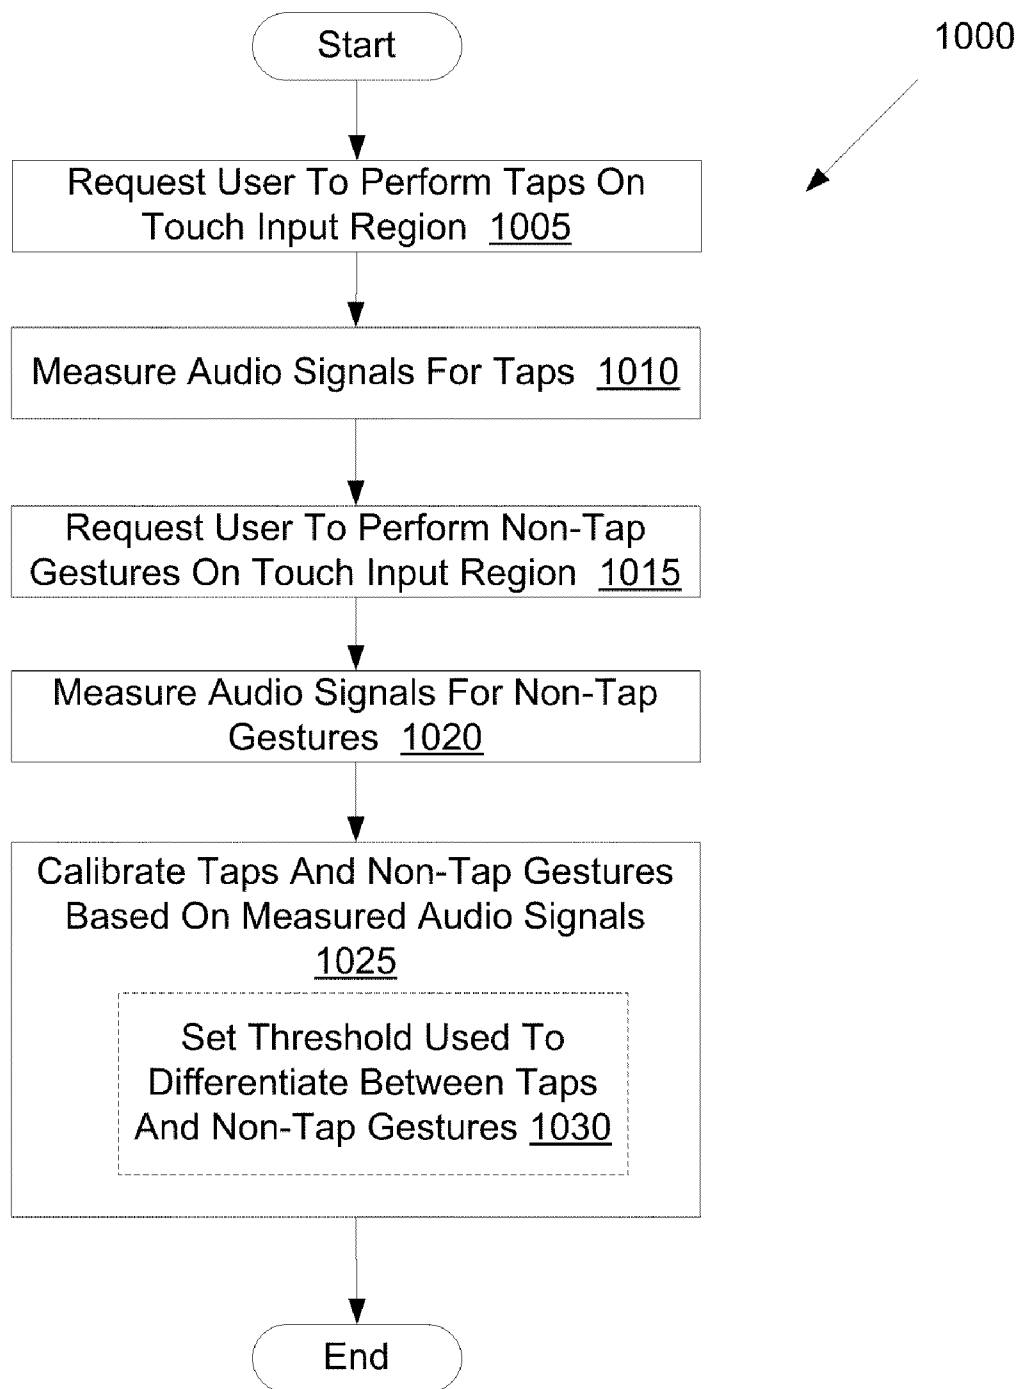 Start
1000
Request User To Perform Taps On
Touch Input Region 1005
Measure Audio Signals For Taps 1010
Request User To Perform Non-Tap
Gestures On Touch Input Region 1015
Measure Audio Signals For Non-Tap
Gestures 1020
Calibrate Taps And Non-Tap Gestures
Based On Measured Audio Signals
1025
Set Threshold Used To
Differentiate Between Taps
And Non-Tap Gestures 1030
End